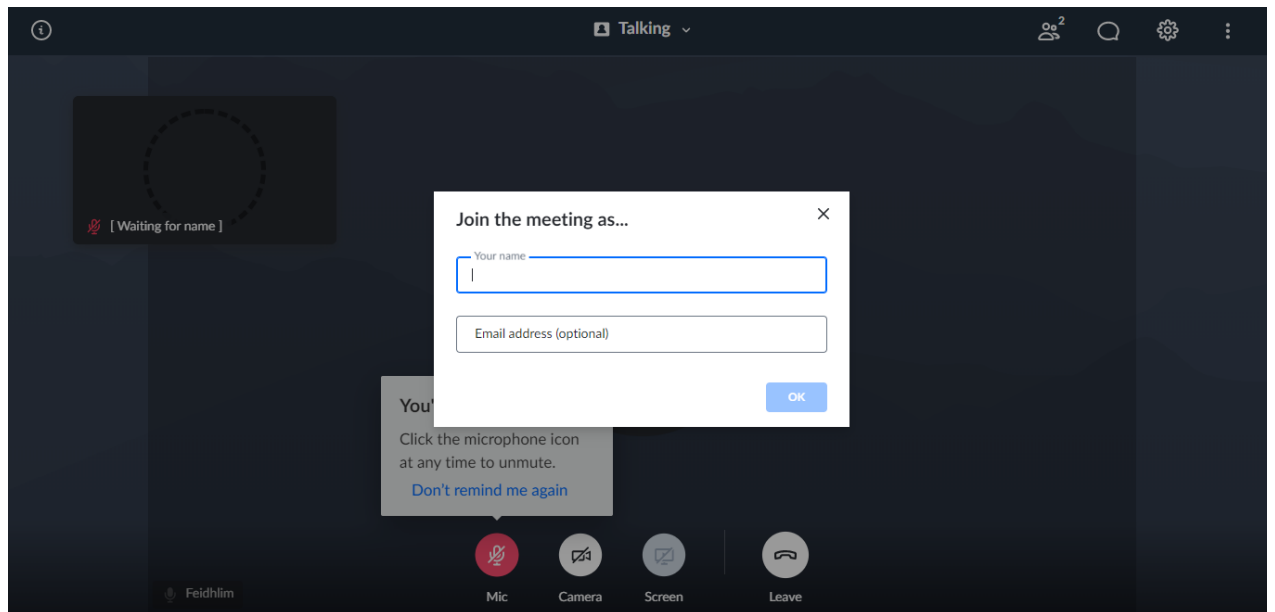 Talking
2
[ Waiting for name ]
Join the meeting as...
Your name
Email address (optional)
OK
You'
Click the microphone icon
at any time to unmute.
Don't remind me again
Feidhlim
Mic
Camera
Screen
Leave